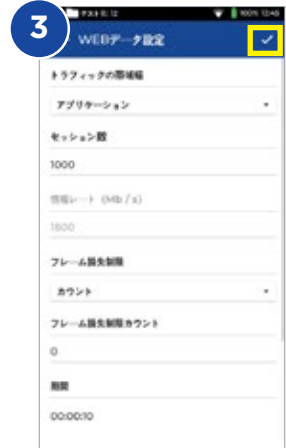 3
100% 12:45
WEBデータ設定
トラフィックの帯域幅
アプリケーション
セッション数
1000
情報レート (Mb / s)
1600
フレーム損失制限
カウント
フレーム損失制限カウント
0
期間
00:00:10